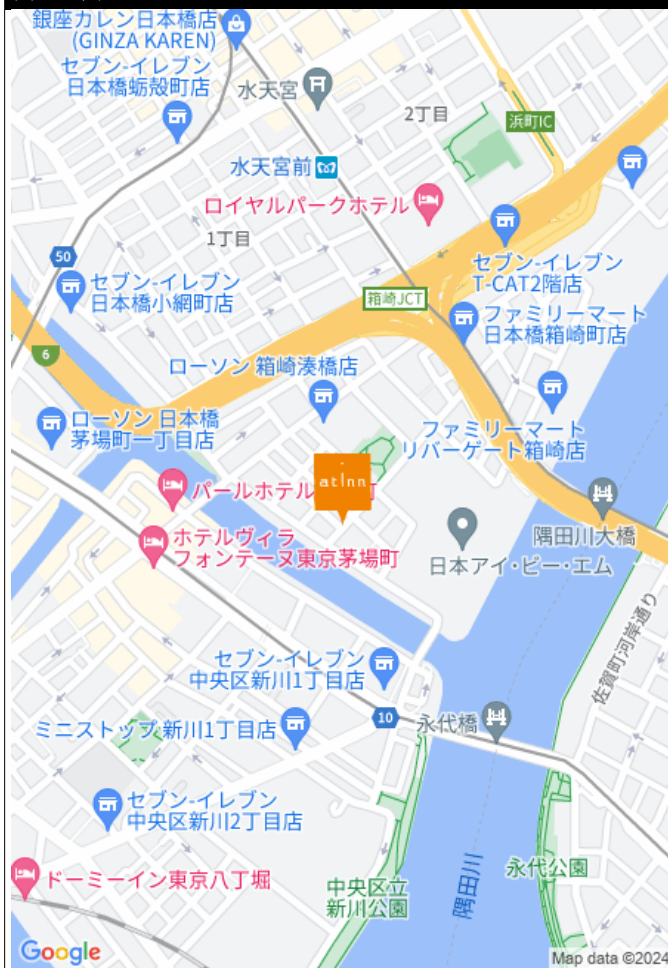 銀座カレン日本橋店
(GINZA KAREN)
セブン-イレブン
日本橋蛎殻町店
水天宮
2丁目
浜町IC
水天宮前
ロイヤルパークホテル
1丁目
50
セブン-イレブン
T-CAT2階店
セブン-イレブン
日本橋小網町店
箱崎JCT
ファミリーマート
日本橋箱崎町店
6
ローソン 箱崎湊橋店
ローソン 日本橋
茅場町一丁目店
ファミリーマート
リバーゲート箱崎店
at inn
パールホテル
町
隅田川大橋
ホテルヴィラ
フォンテーヌ東京茅場町
日本アイ・ビー・エム
佐賀町河岸通り
セブン-イレブン
中央区新川1丁目店
ミニストップ 新川1丁目店
10
永代橋
セブン-イレブン
中央区新川2丁目店
ドーミーイン東京八丁堀
中央区立
新川公園
隅田川
永代公園
Google
Map data ©2024